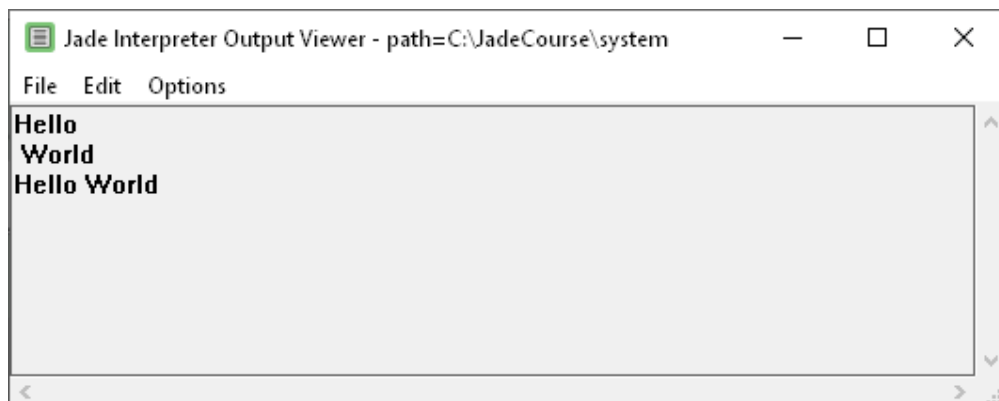 Jade Interpreter Output Viewer - path=C:\JadeCourse\system
File Edit Options
Hello
 World
Hello World